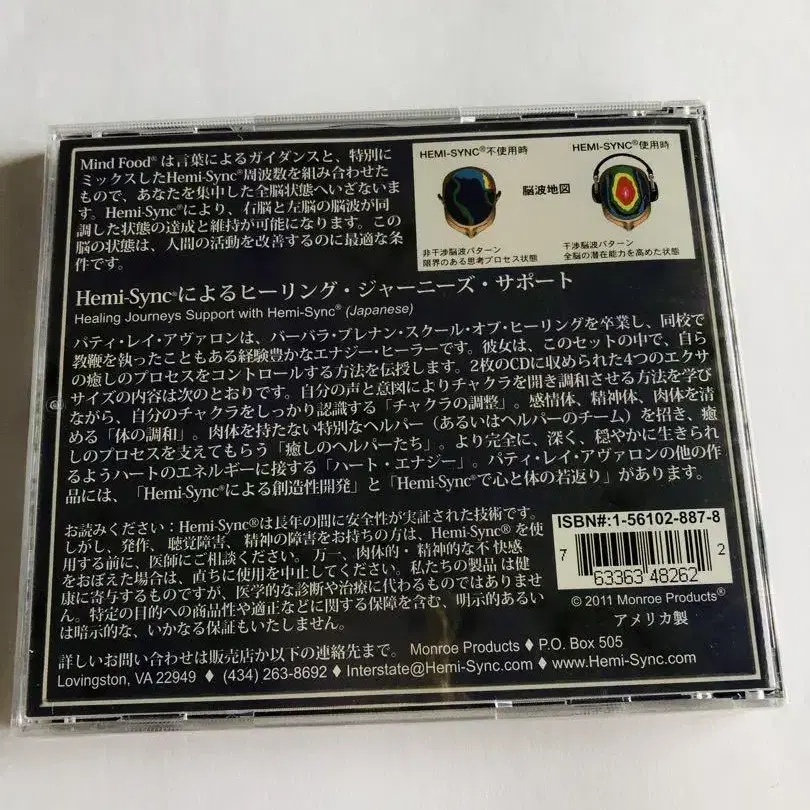 Mind Food® は言葉によるガイダンスと、特別に
ミックスしたHemi-Sync®周波数を組み合わせた
もので、あなたを集中した全脳状態へいざないま
す。Hemi-Sync®により、右脳と左脳の脳波が同
調した状態の達成と維持が可能になります。この
脳の状態は、人間の活動を改善するのに最適な条
件です。
HEMI-SYNC®不使用時
HEMI-SYNC®使用時
脳波地図
非干渉脳波パターン
限界のある思考プロセス状態
干渉脳波パターン
全脳の潜在能力を高めた状態
Hemi-Sync®によるヒーリング・ジャーニーズ・サポート
Healing Journeys Support with Hemi-Sync® (Japanese)
パティ・レイ・アヴァロンは、バーバラ・ブレナン・スクール・オブ・ヒーリングを卒業し、同校で
教鞭を執ったこともある経験豊かなエナジー・ヒーラーです。彼女は、このセットの中で、自ら
の癒しのプロセスをコントロールする方法を伝授します。2枚のCDに収められた4つのエクサ
サイズの内容は次のとおりです。自分の声と意図によりチャクラを開き調和させる方法を学び
ながら、自分のチャクラをしっかり認識する「チャクラの調整」。感情体、精神体、肉体を清
める「体の調和」。肉体を持たない特別なヘルパー（あるいはヘルパーのチーム）を招き、癒
しのプロセスを支えてもらう「癒しのヘルパーたち」。より完全に、深く、穏やかに生きられ
るようハートのエネルギーに接する「ハート・エナジー」。パティ・レイ・アヴァロンの他の作
品には、「Hemi-Sync®による創造性開発」と「Hemi-Sync®で心と体の若返り」があります。
お読みください：Hemi-Sync®は長年の間に安全性が実証された技術です。
しかし、発作、聴覚障害、精神の障害をお持ちの方は、Hemi-Sync® を使
用する前に、医師にご相談ください。万一、肉体的・精神的な不快感
をおぼえた場合は、直ちに使用を中止してください。私たちの製品は健
康に寄与するものですが、医学的な診断や治療に代わるものではありませ
ん。特定の目的への商品性や適正などに関する保障を含む、明示的あるい
は暗示的な、いかなる保証もいたしません。
ISBN#:1-56102-887-8
7 63363 48262 2
© 2011 Monroe Products®
アメリカ製
詳しいお問い合わせは販売店か以下の連絡先まで。 Monroe Products ♦ P.O. Box 505
Lovingston, VA 22949 ♦ (434) 263-8692 ♦ Interstate@Hemi-Sync.com ♦ www.Hemi-Sync.com